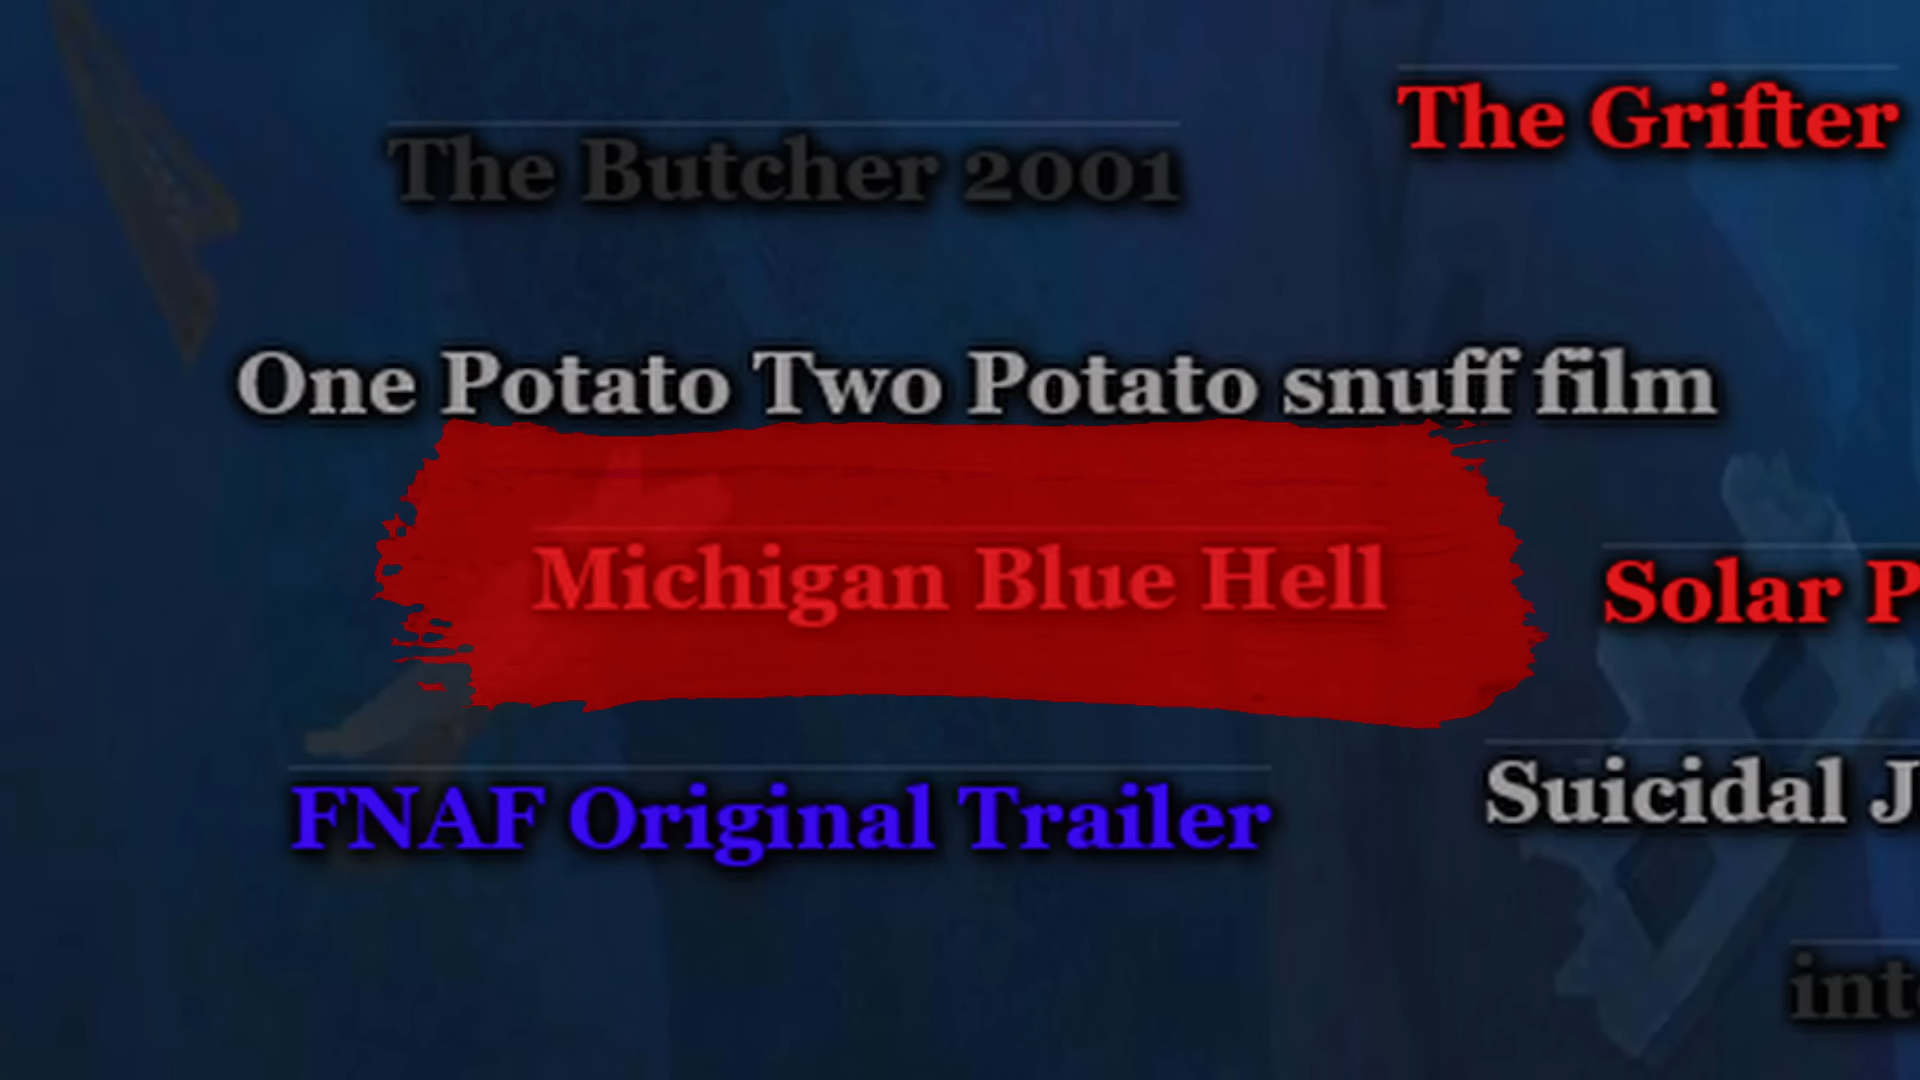 The Grifter
The Butcher 2001
One Potato Two Potato snuff film
Michigan Blue Hell
Solar
FNAF Original Trailer
Suicidal